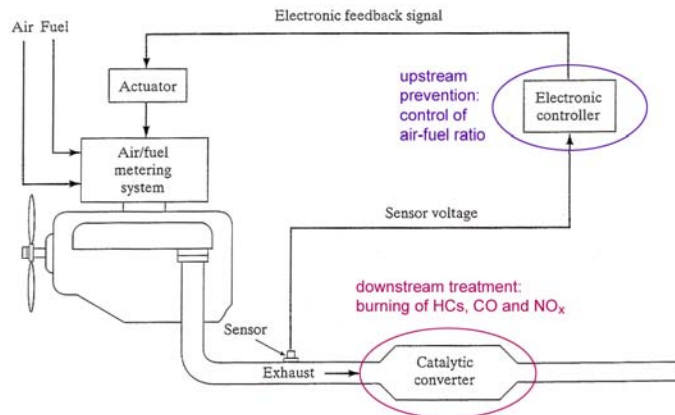 Electronic feedback signal
Air Fuel
Actuator
upstream
prevention:
control of
air-fuel ratio
Electronic
controller
Air/fuel
metering
system
Sensor voltage
downstream treatment:
burning of HCs, CO and NOx
Sensor
Exhaust
Catalytic
converter